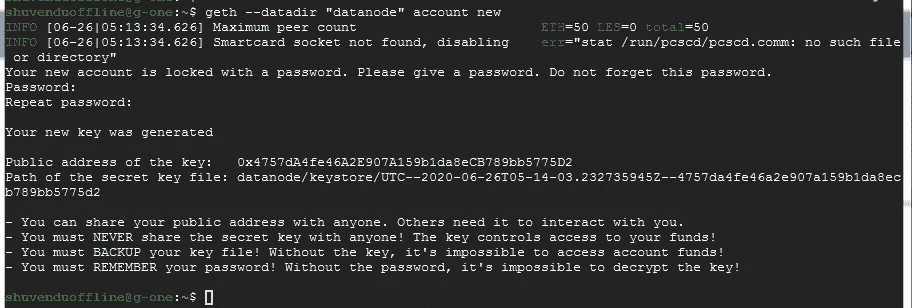 shuvenduoffline@g-one:~$ geth --datadir "datanode" account new
INFO [06-26|05:13:34.626] Maximum peer count ETH=50 LES=0 total=50
INFO [06-26|05:13:34.626] Smartcard socket not found, disabling err="stat /run/pcscd/pcscd.comm: no such file
or directory"
Your new account is locked with a password. Please give a password. Do not forget this password.
Password:
Repeat password:
Your new key was generated
Public address of the key: 0x4757dA4fe46A2E907A159b1da8eCB789bb5775D2
Path of the secret key file: datanode/keystore/UTC--2020-06-26T05-14-03.232735945Z--4757da4fe46a2e907a159b1da8ec
b789bb5775d2
- You can share your public address with anyone. Others need it to interact with you.
- You must NEVER share the secret key with anyone! The key controls access to your funds!
- You must BACKUP your key file! Without the key, it's impossible to access account funds!
- You must REMEMBER your password! Without the password, it's impossible to decrypt the key!
shuvenduoffline@g-one:~$